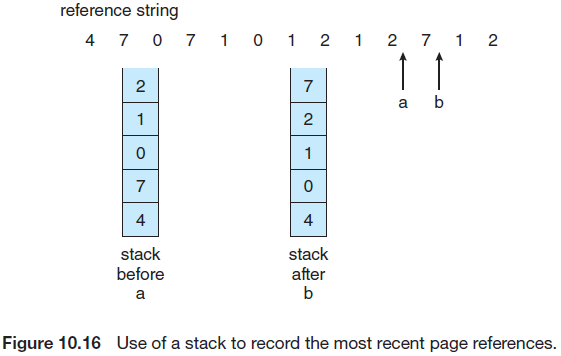 reference string
4 7 0 7 1 0 1 2 1 2 7 1 2
a b
2
1
0
7
4
stack
before
a
7
2
1
0
4
stack
after
b
Figure 10.16 Use of a stack to record the most recent page references.